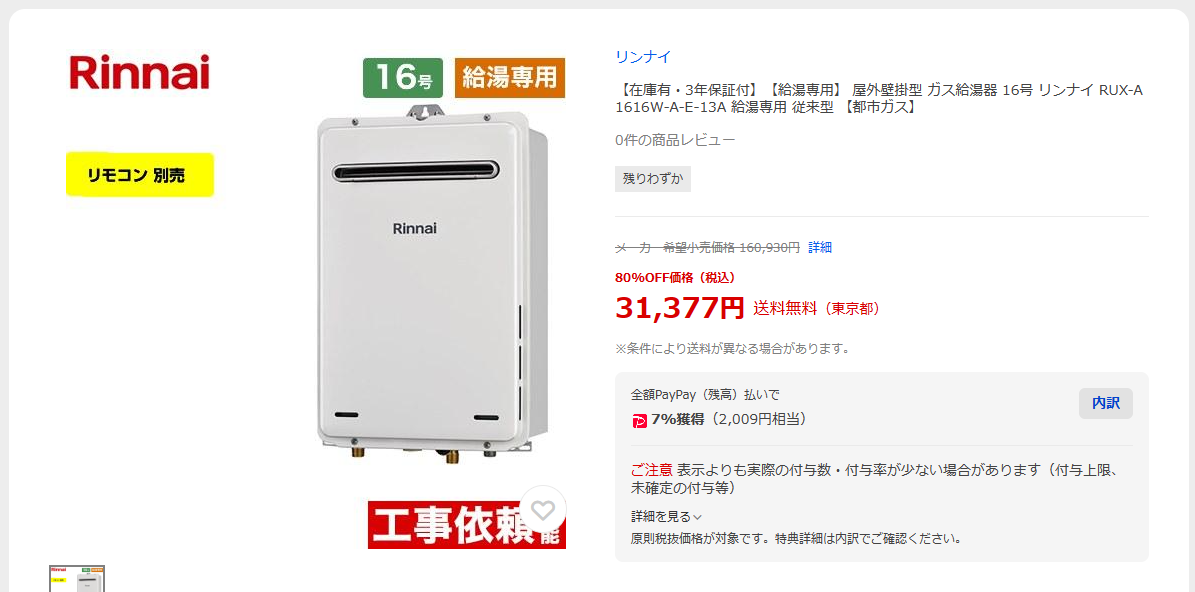 Rinnai
16号
給湯専用
リモコン 別売
Rinnai
工事依頼
能
リンナイ
【在庫有・3年保証付】【給湯専用】 屋外壁掛型 ガス給湯器 16号 リンナイ RUX-A
1616W-A-E-13A 給湯専用 従来型 【都市ガス】
0件の商品レビュー
残りわずか
メーカー希望小売価格 160,930円 詳細
80%OFF価格（税込）
31,377円 送料無料（東京都）
※条件により送料が異なる場合があります。
全額PayPay（残高）払いで
7%獲得（2,009円相当）
内訳
ご注意 表示よりも実際の付与数・付与率が少ない場合があります（付与上限、
未確定の付与等）
詳細を見る
原則税抜価格が対象です。特典詳細は内訳でご確認ください。